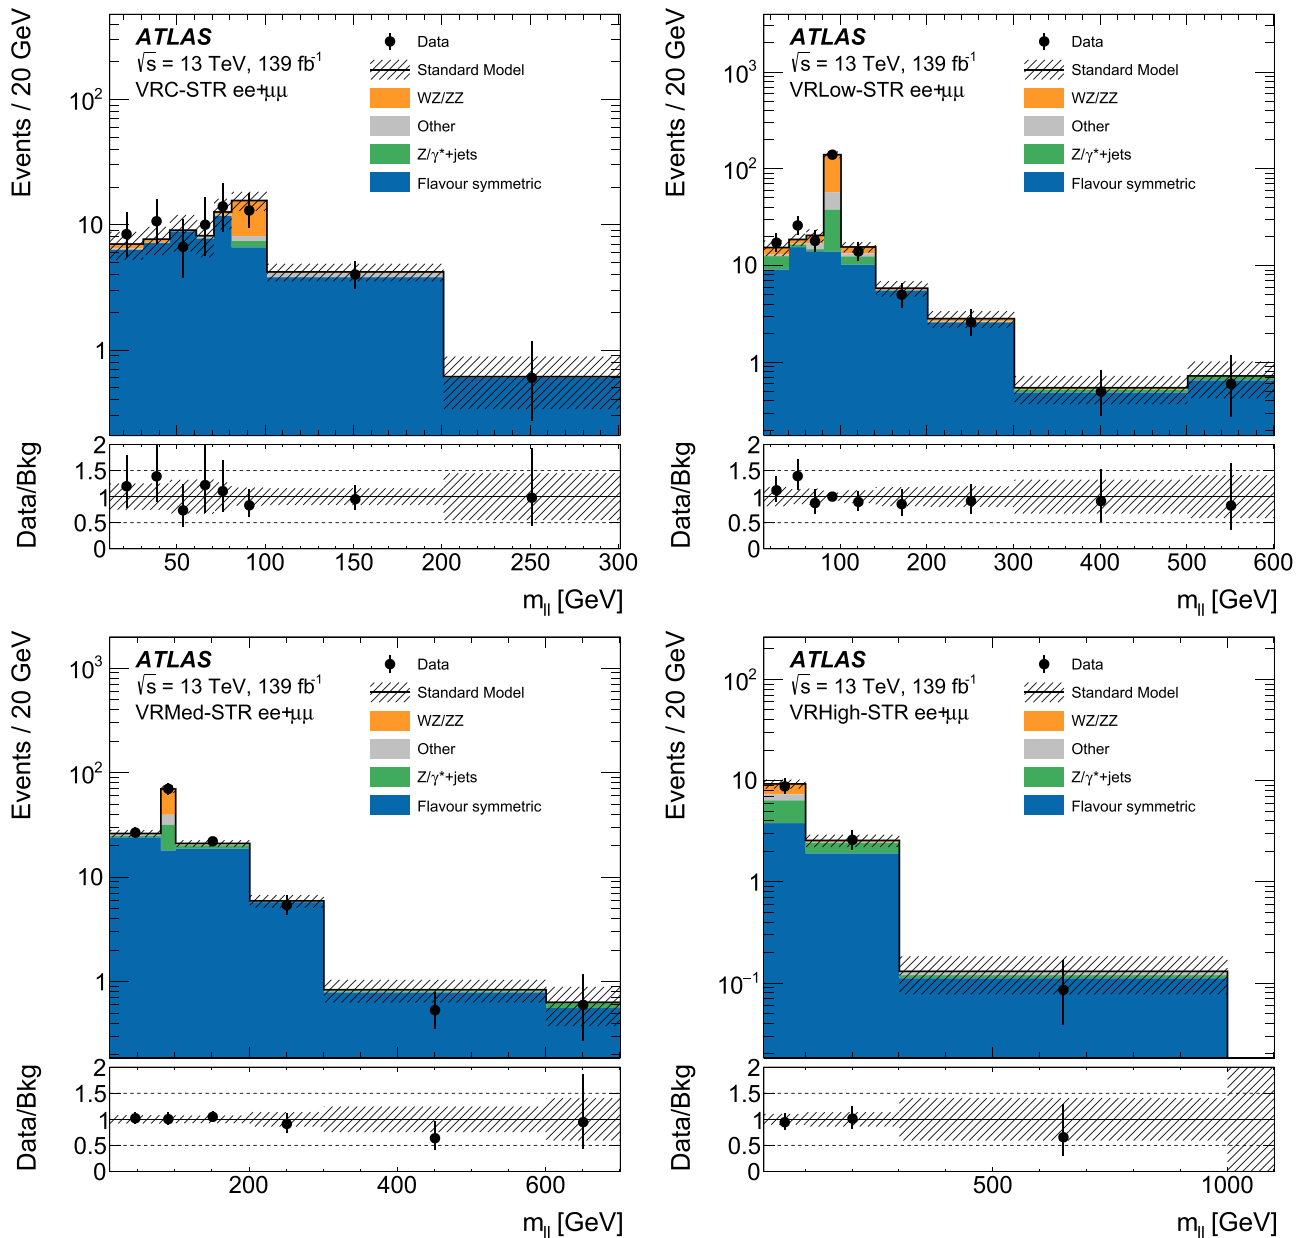 Events / 20 GeV
ATLAS
√s = 13 TeV, 139 fb⁻¹
VRC-STR ee+μμ
Data
Standard Model
WZ/ZZ
Other
Z/γ*+jets
Flavour symmetric
10²
10
1
Data/Bkg
2
1.5
1
0.5
0
50 100 150 200 250 300
m_ll [GeV]
Events / 20 GeV
ATLAS
√s = 13 TeV, 139 fb⁻¹
VRLow-STR ee+μμ
Data
Standard Model
WZ/ZZ
Other
Z/γ*+jets
Flavour symmetric
10³
10²
10
1
Data/Bkg
2
1.5
1
0.5
0
100 200 300 400 500 600
m_ll [GeV]
Events / 20 GeV
ATLAS
√s = 13 TeV, 139 fb⁻¹
VRMed-STR ee+μμ
Data
Standard Model
WZ/ZZ
Other
Z/γ*+jets
Flavour symmetric
10³
10²
10
1
Data/Bkg
2
1.5
1
0.5
0
200 400 600
m_ll [GeV]
Events / 20 GeV
ATLAS
√s = 13 TeV, 139 fb⁻¹
VRHigh-STR ee+μμ
Data
Standard Model
WZ/ZZ
Other
Z/γ*+jets
Flavour symmetric
10²
10
1
10⁻¹
Data/Bkg
2
1.5
1
0.5
0
500 1000
m_ll [GeV]